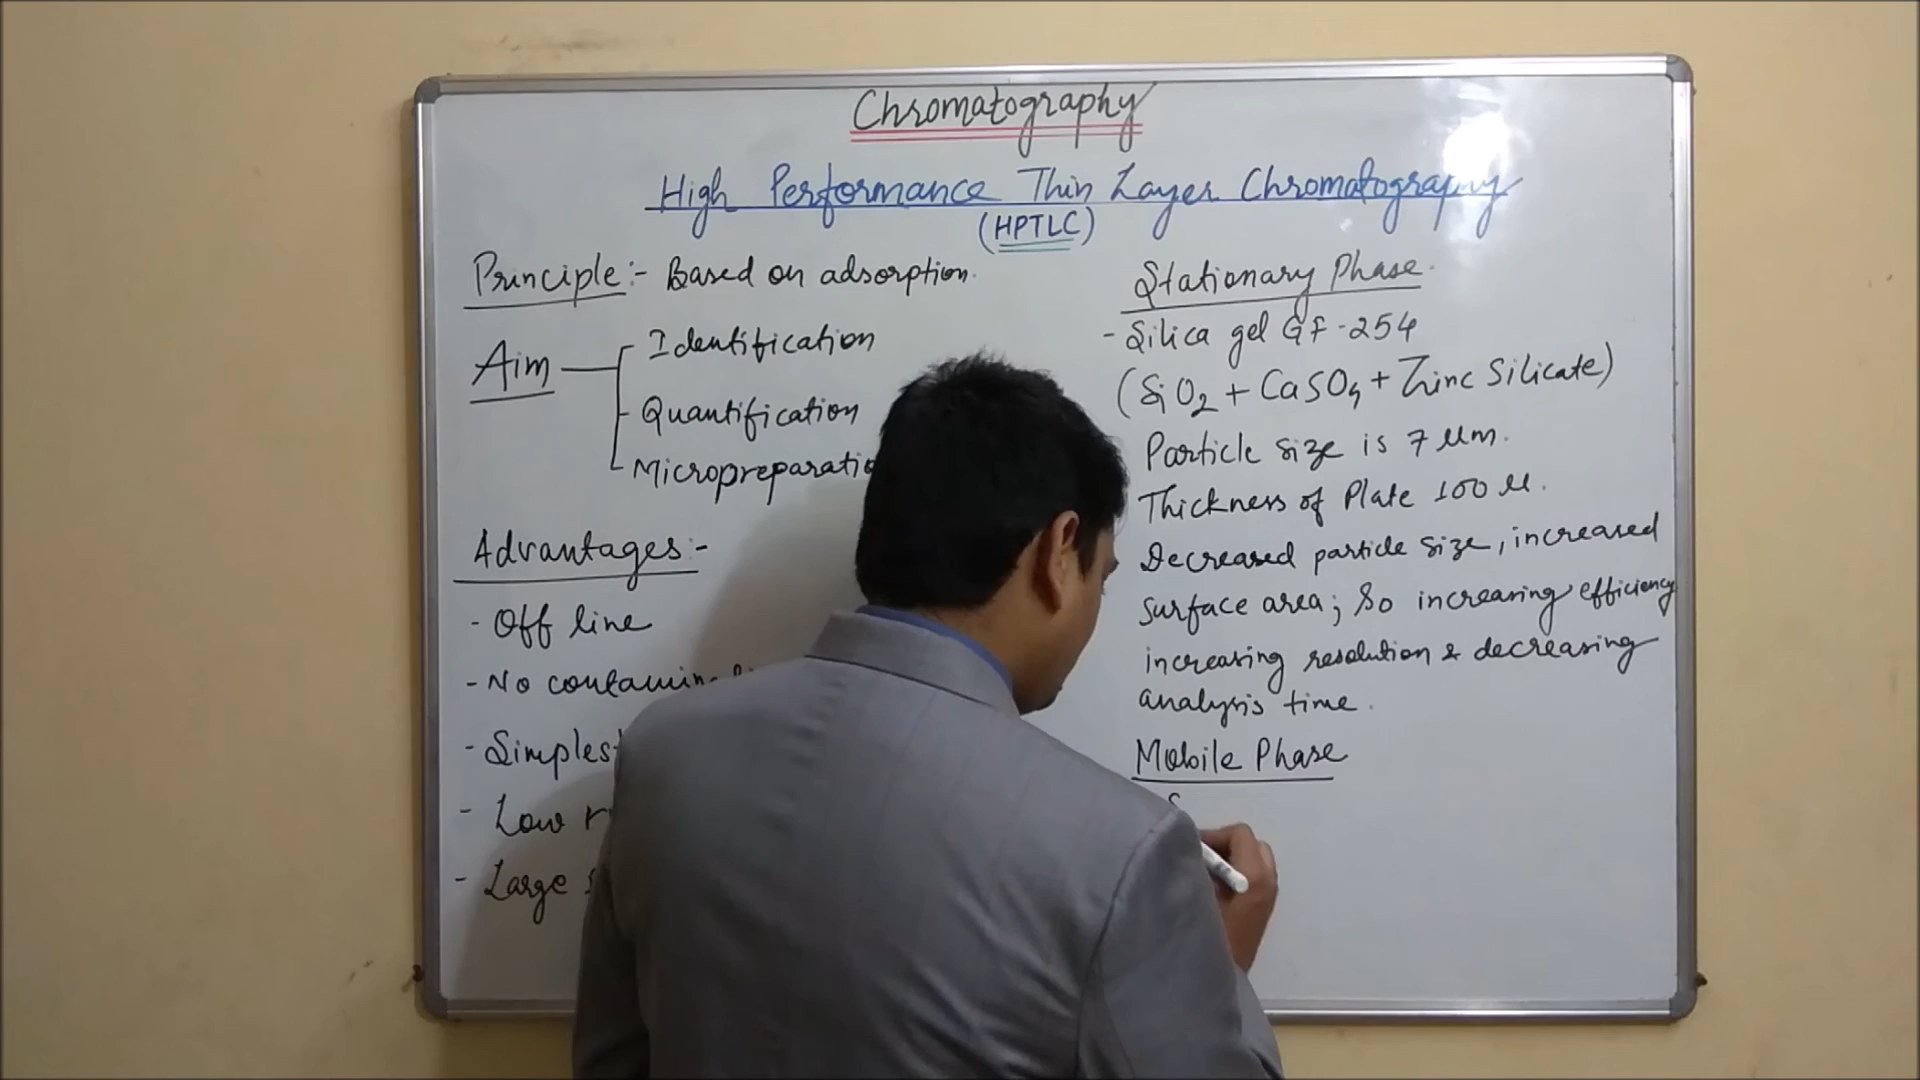 Chromatography
High Performance Thin Layer Chromatography
(HPTLC)
Principle:- Based on adsorption.
Aim
Identification
Quantification
Advantages:-
- Off line
- No
- Low
- Large
Stationary Phase.
- Silica gel GF-254
(SiO2 + CaSO4 + Zinc Silicate)
Particle size is 7 µm.
Thickness of Plate 100 µ.
Decreased particle size, increased
surface area; So increasing efficiency
increasing resolution & decreasing
analysis time.
Mobile Phase